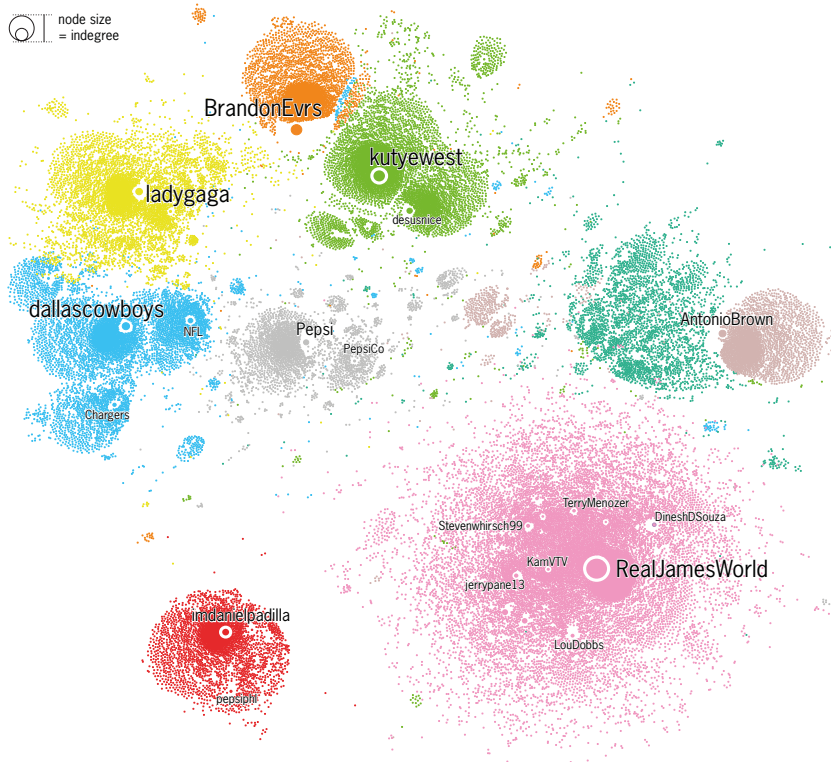 node size
= indegree
BrandonEvrs
kutyewest
ladygaga
desusnice
dallascowboys
NFL
Pepsi
PepsiCo
AntonioBrown
Chargers
TerryMenozer
DineshDSouza
Stevenwhirsch99
KamVTV
RealJamesWorld
jerrypane13
imdanielpadilla
LouDobbs
pepsiphl